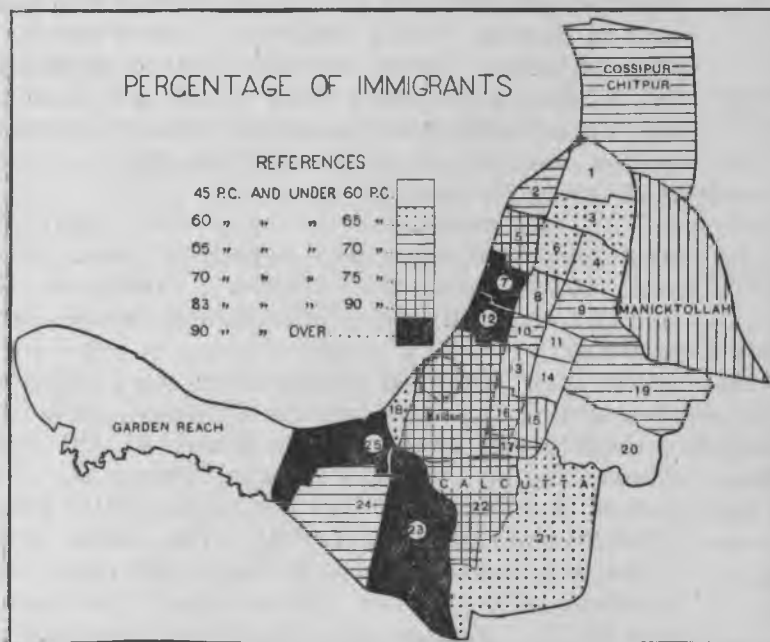 PERCENTAGE OF IMMIGRANTS
REFERENCES
45 P.C. AND UNDER 60 P.C.
60 " " " 65 "
65 " " " 70 "
70 " " " 75 "
83 " " " 90 "
90 " " OVER
COSSIPUR
CHITPUR
1
2
3
5
6
4
7
8
9
MANICKTOLLAH
12
10
11
13
14
19
18
Maidan
16
15
GARDEN REACH
25
17
20
CALCUTTA
24
22
23
21